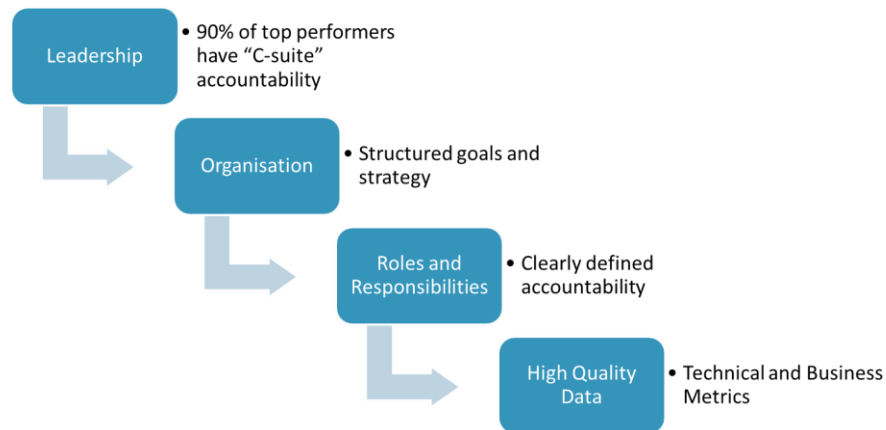 Leadership
• 90% of top performers
have “C-suite”
accountability
Organisation
• Structured goals and
strategy
Roles and
Responsibilities
• Clearly defined
accountability
High Quality
Data
• Technical and Business
Metrics